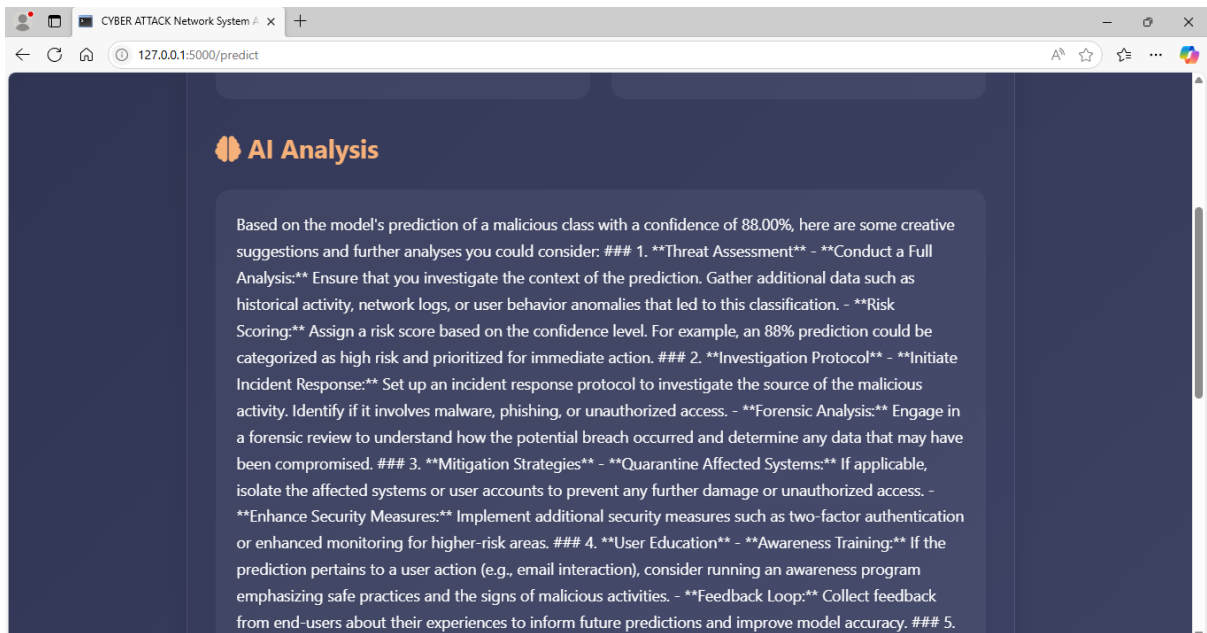 CYBER ATTACK Network System A
127.0.0.1:5000/predict
AI Analysis
Based on the model's prediction of a malicious class with a confidence of 88.00%, here are some creative
suggestions and further analyses you could consider: ### 1. **Threat Assessment** - **Conduct a Full
Analysis:** Ensure that you investigate the context of the prediction. Gather additional data such as
historical activity, network logs, or user behavior anomalies that led to this classification. - **Risk
Scoring:** Assign a risk score based on the confidence level. For example, an 88% prediction could be
categorized as high risk and prioritized for immediate action. ### 2. **Investigation Protocol** - **Initiate
Incident Response:** Set up an incident response protocol to investigate the source of the malicious
activity. Identify if it involves malware, phishing, or unauthorized access. - **Forensic Analysis:** Engage in
a forensic review to understand how the potential breach occurred and determine any data that may have
been compromised. ### 3. **Mitigation Strategies** - **Quarantine Affected Systems:** If applicable,
isolate the affected systems or user accounts to prevent any further damage or unauthorized access. -
**Enhance Security Measures:** Implement additional security measures such as two-factor authentication
or enhanced monitoring for higher-risk areas. ### 4. **User Education** - **Awareness Training:** If the
prediction pertains to a user action (e.g., email interaction), consider running an awareness program
emphasizing safe practices and the signs of malicious activities. - **Feedback Loop:** Collect feedback
from end-users about their experiences to inform future predictions and improve model accuracy. ### 5.